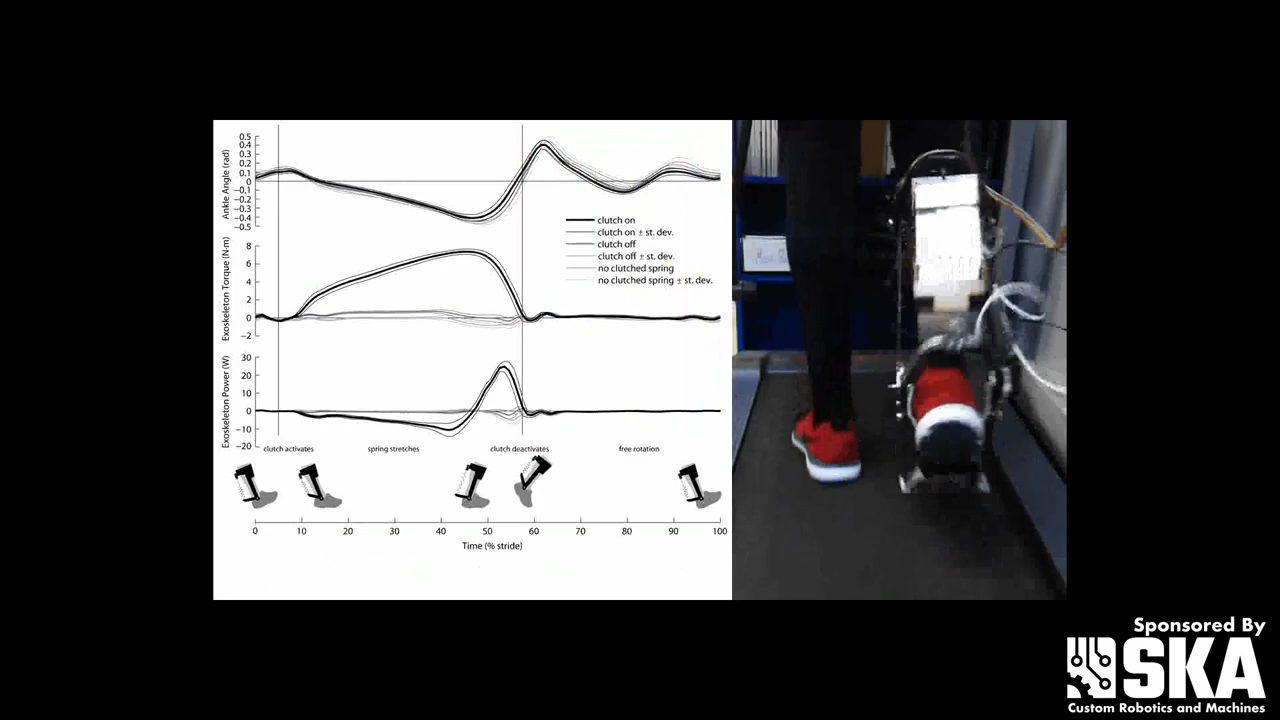 0.5
0.4
0.3
0.2
0.1
0
−0.1
−0.2
−0.3
−0.4
−0.5
Ankle Angle (rad)
8
6
4
2
0
−2
Exoskeleton Torque (N·m)
clutch on
clutch on ± st. dev.
clutch off
clutch off ± st. dev.
no clutched spring
no clutched spring ± st. dev.
30
20
10
0
−10
−20
Exoskeleton Power (W)
clutch activates spring stretches clutch deactivates free rotation
0 10 20 30 40 50 60 70 80 90 100
Time (% stride)
Sponsored By
SKA
Custom Robotics and Machines